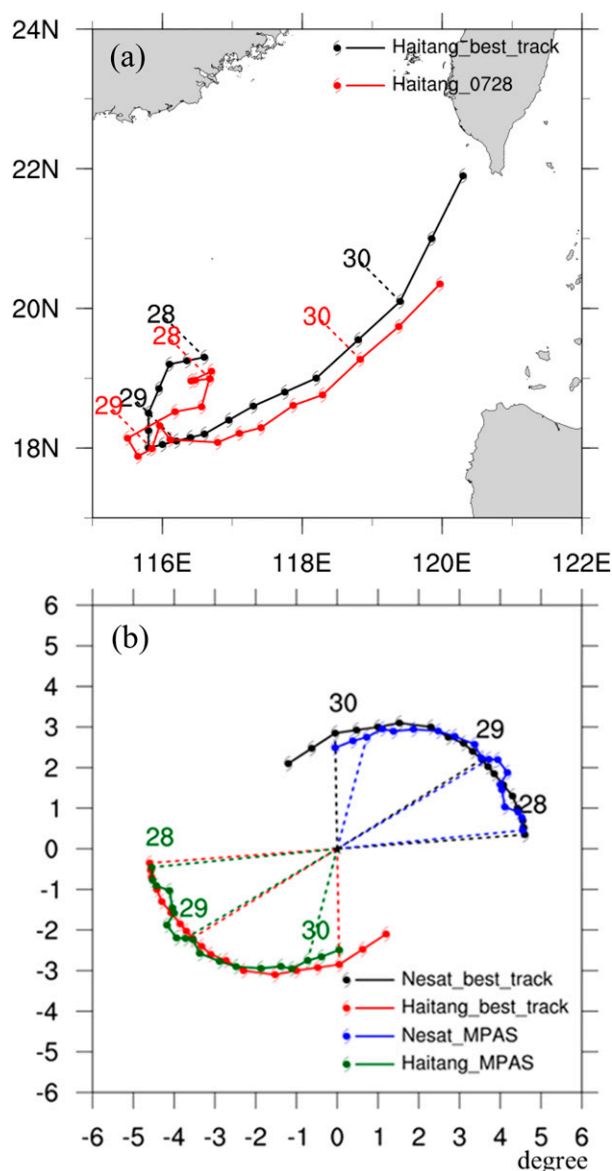 24N
(a)
Haitang_best_track
Haitang_0728
22N
30
20N
28
30
28
29
29
18N
116E 118E 120E 122E
6
(b)
5
4
30
3
29
2
28
1
0
28
-1
29
-2
30
-3
Nesat_best_track
Haitang_best_track
-4
Nesat_MPAS
-5
Haitang_MPAS
-6
-6 -5 -4 -3 -2 -1 0 1 2 3 4 5 6
degree